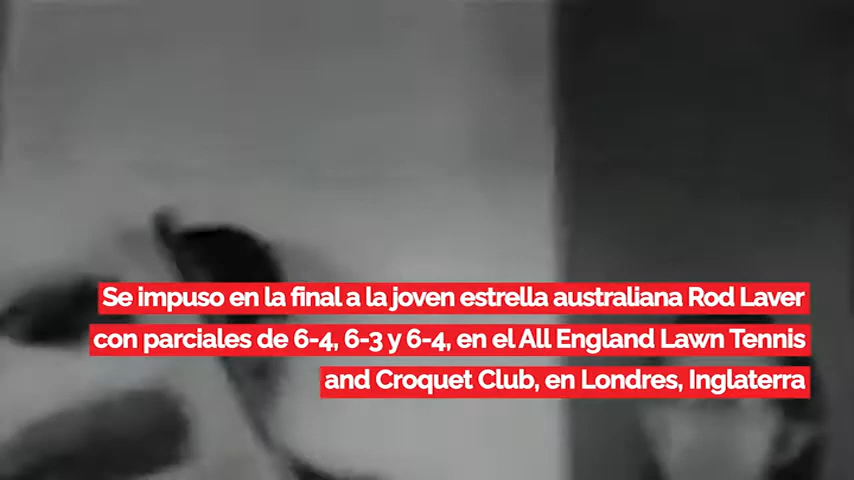 Se impuso en la final a la joven estrella australiana Rod Laver
con parciales de 6-4, 6-3 y 6-4, en el All England Lawn Tennis
and Croquet Club, en Londres, Inglaterra